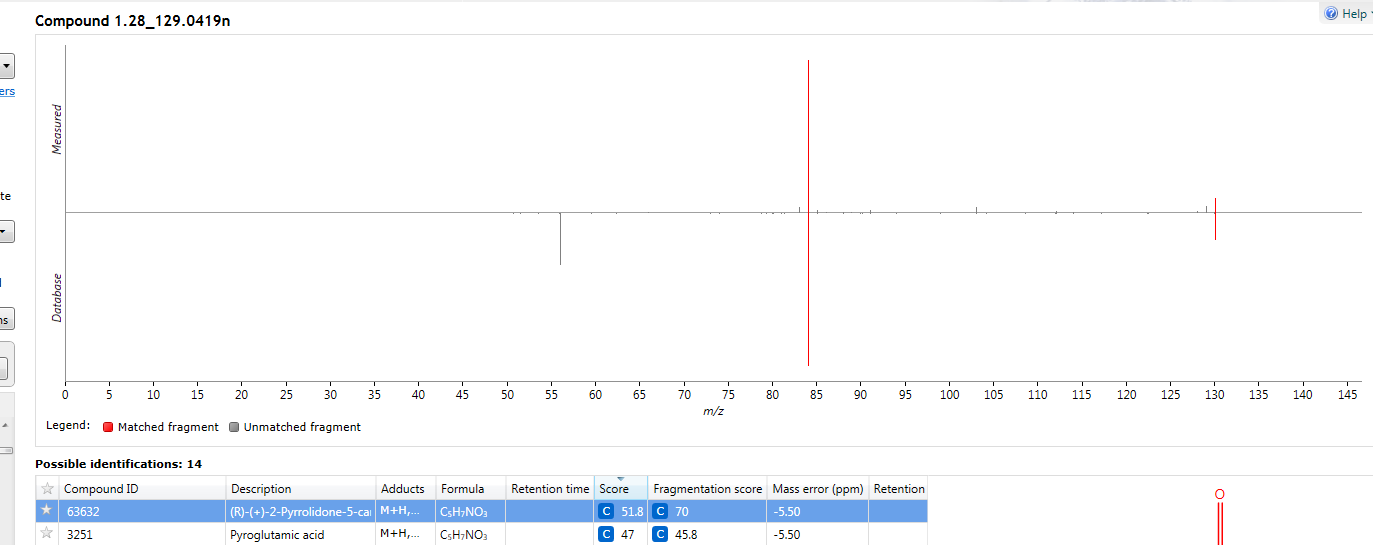 Compound 1.28_129.0419n
Help
ers
Measured
te
Database
ns
0 5 10 15 20 25 30 35 40 45 50 55 60 65 70 75 80 85 90 95 100 105 110 115 120 125 130 135 140 145
m/z
Legend: Matched fragment Unmatched fragment
Possible identifications: 14
Compound ID Description Adducts Formula Retention time Score Fragmentation score Mass error (ppm) Retention
63632 (R)-(+)-2-Pyrrolidone-5-ca M+H,... C₅H₇NO₃ C 51.8 C 70 -5.50
3251 Pyroglutamic acid M+H,... C₅H₇NO₃ C 47 C 45.8 -5.50